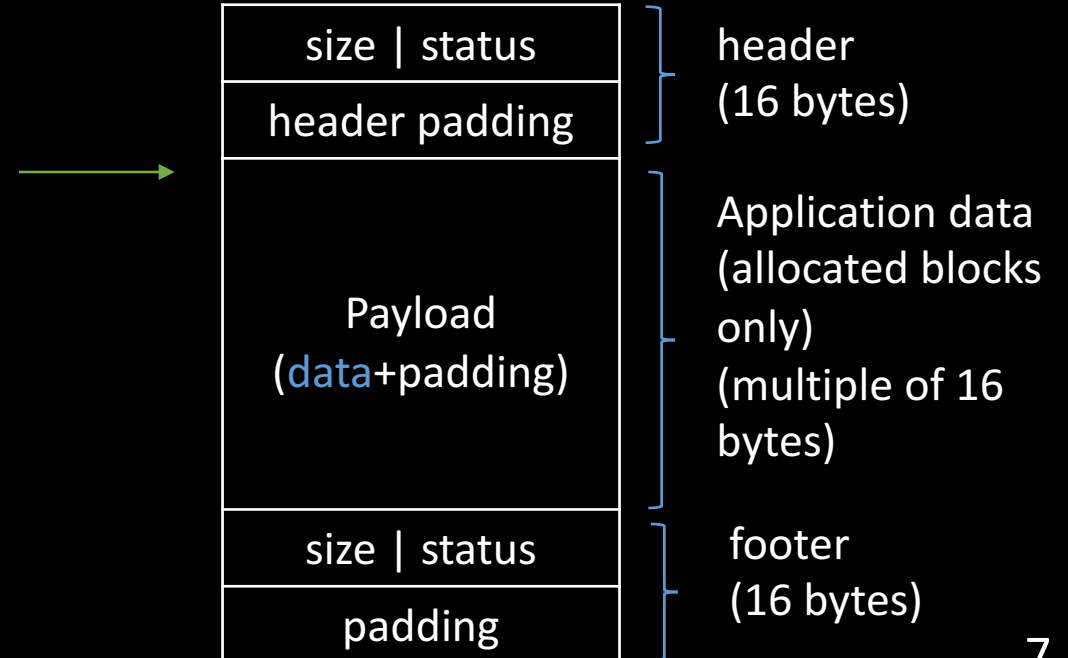 size | status
header padding
header
(16 bytes)
Payload
(data+padding)
Application data
(allocated blocks
only)
(multiple of 16
bytes)
size | status
padding
footer
(16 bytes)
7